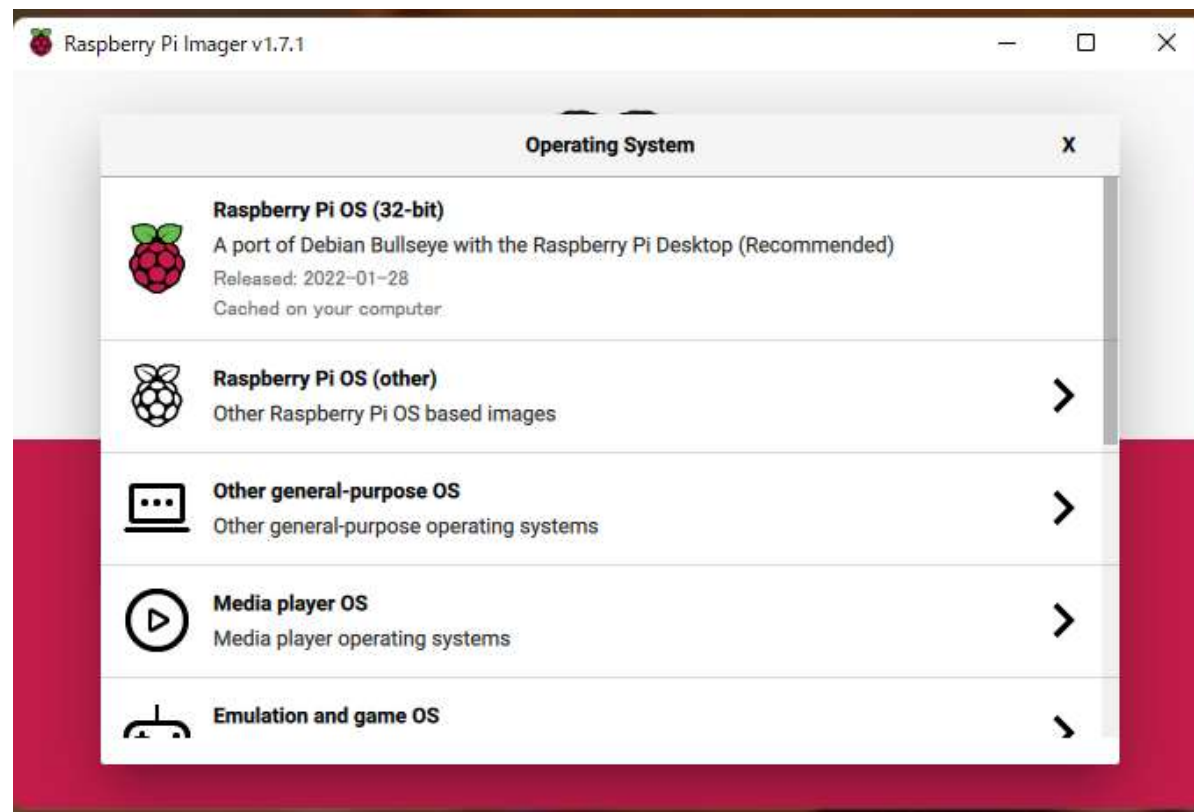 Raspberry Pi Imager v1.7.1
Operating System
X
Raspberry Pi OS (32-bit)
A port of Debian Bullseye with the Raspberry Pi Desktop (Recommended)
Released: 2022-01-28
Cached on your computer
Raspberry Pi OS (other)
Other Raspberry Pi OS based images
Other general-purpose OS
Other general-purpose operating systems
Media player OS
Media player operating systems
Emulation and game OS